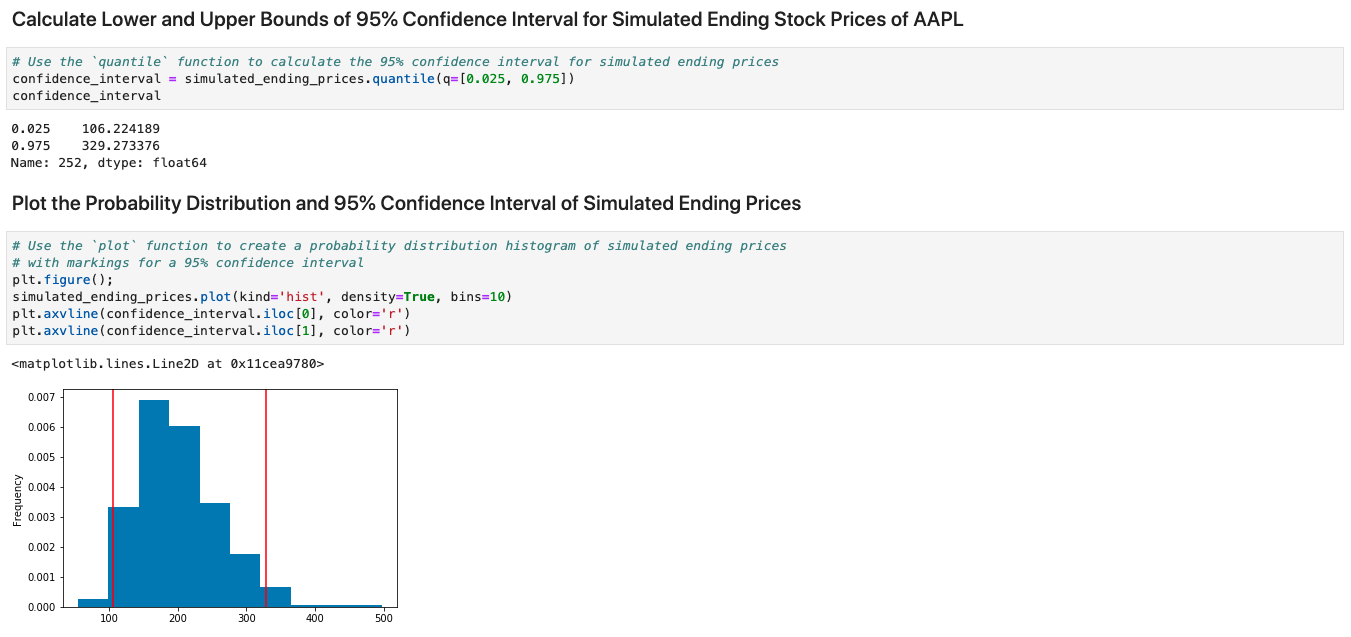 Calculate Lower and Upper Bounds of 95% Confidence Interval for Simulated Ending Stock Prices of AAPL
# Use the `quantile` function to calculate the 95% confidence interval for simulated ending prices
confidence_interval = simulated_ending_prices.quantile(q=[0.025, 0.975])
confidence_interval
0.025    106.224189
0.975    329.273376
Name: 252, dtype: float64
Plot the Probability Distribution and 95% Confidence Interval of Simulated Ending Prices
# Use the `plot` function to create a probability distribution histogram of simulated ending prices
# with markings for a 95% confidence interval
plt.figure();
simulated_ending_prices.plot(kind='hist', density=True, bins=10)
plt.axvline(confidence_interval.iloc[0], color='r')
plt.axvline(confidence_interval.iloc[1], color='r')
<matplotlib.lines.Line2D at 0x11cea9780>
0.007
0.006
0.005
0.004
0.003
0.002
0.001
0.000
Frequency
100 200 300 400 500